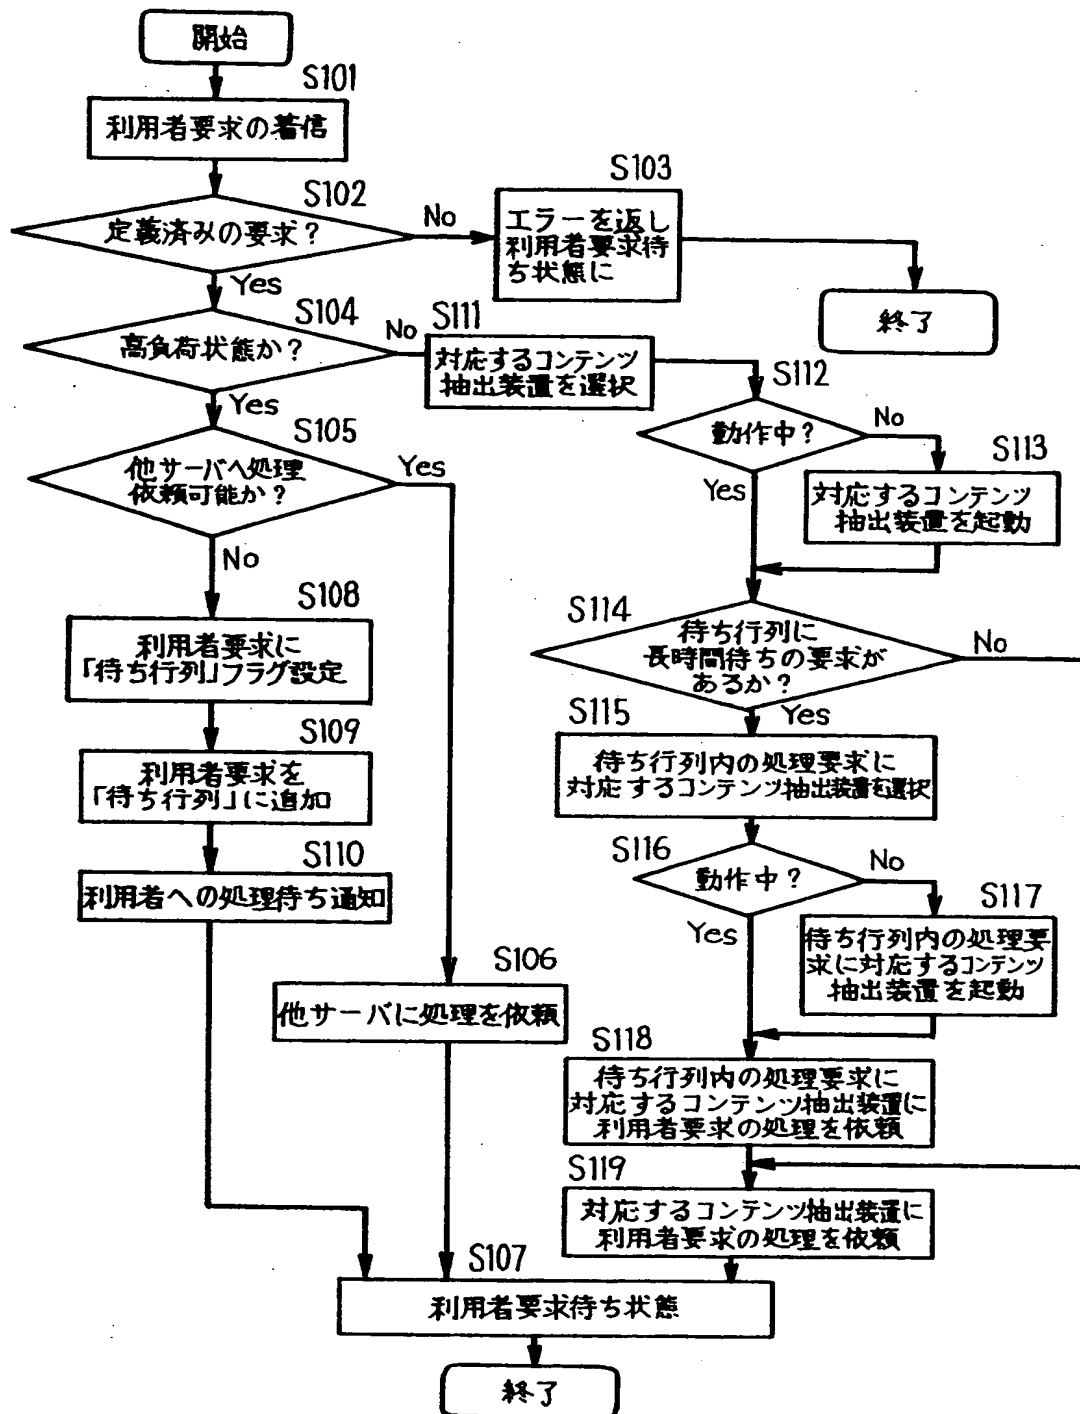 開始
S101
利用者要求の着信
S102
定義済みの要求?
No
Yes
S103
エラーを返し
利用者要求待
ち状態に
終了
S104
高負荷状態か?
No
Yes
S111
対応するコンテンツ
抽出装置を選択
S112
動作中?
No
Yes
S113
対応するコンテンツ
抽出装置を起動
S105
他サーバへ処理
依頼可能か?
Yes
No
S108
利用者要求に
「待ち行列」フラグ設定
S109
利用者要求を
「待ち行列」に追加
S110
利用者への処理待ち通知
S106
他サーバに処理を依頼
S114
待ち行列に
長時間待ちの要求が
あるか?
No
Yes
S115
待ち行列内の処理要求に
対応するコンテンツ抽出装置を選択
S116
動作中?
No
Yes
S117
待ち行列内の処理要
求に対応するコンテンツ
抽出装置を起動
S118
待ち行列内の処理要求に
対応するコンテンツ抽出装置に
利用者要求の処理を依頼
S119
対応するコンテンツ抽出装置に
利用者要求の処理を依頼
S107
利用者要求待ち状態
終了